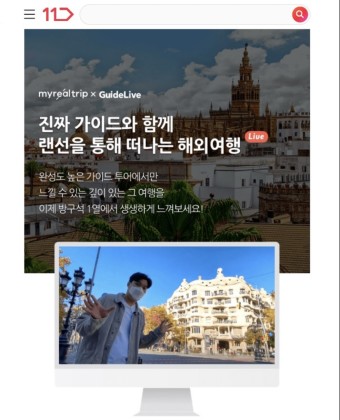 11
myrealtrip × GuideLive
진짜 가이드와 함께
랜선을 통해 떠나는 해외여행 Live
완성도 높은 가이드 투어에서만
느낄 수 있는 깊이 있는 그 여행을
이제 방구석 1열에서 생생하게 느껴보세요!